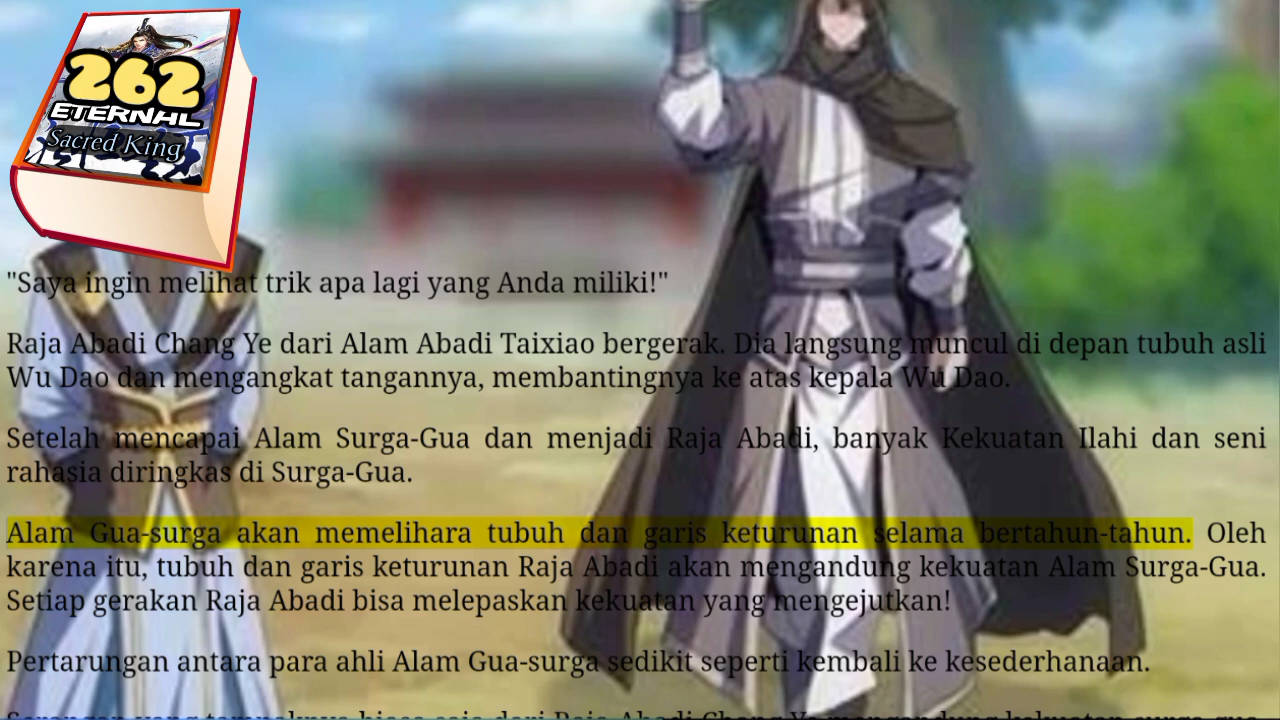 262
ETERNAL
Sacred King
"Saya ingin melihat trik apa lagi yang Anda miliki!"
Raja Abadi Chang Ye dari Alam Abadi Taixiao bergerak. Dia langsung muncul di depan tubuh asli
Wu Dao dan mengangkat tangannya, membantingnya ke atas kepala Wu Dao.
Setelah mencapai Alam Surga-Gua dan menjadi Raja Abadi, banyak Kekuatan Ilahi dan seni
rahasia diringkas di Surga-Gua.
Alam Gua-surga akan memelihara tubuh dan garis keturunan selama bertahun-tahun. Oleh
karena itu, tubuh dan garis keturunan Raja Abadi akan mengandung kekuatan Alam Surga-Gua.
Setiap gerakan Raja Abadi bisa melepaskan kekuatan yang mengejutkan!
Pertarungan antara para ahli Alam Gua-surga sedikit seperti kembali ke kesederhanaan.